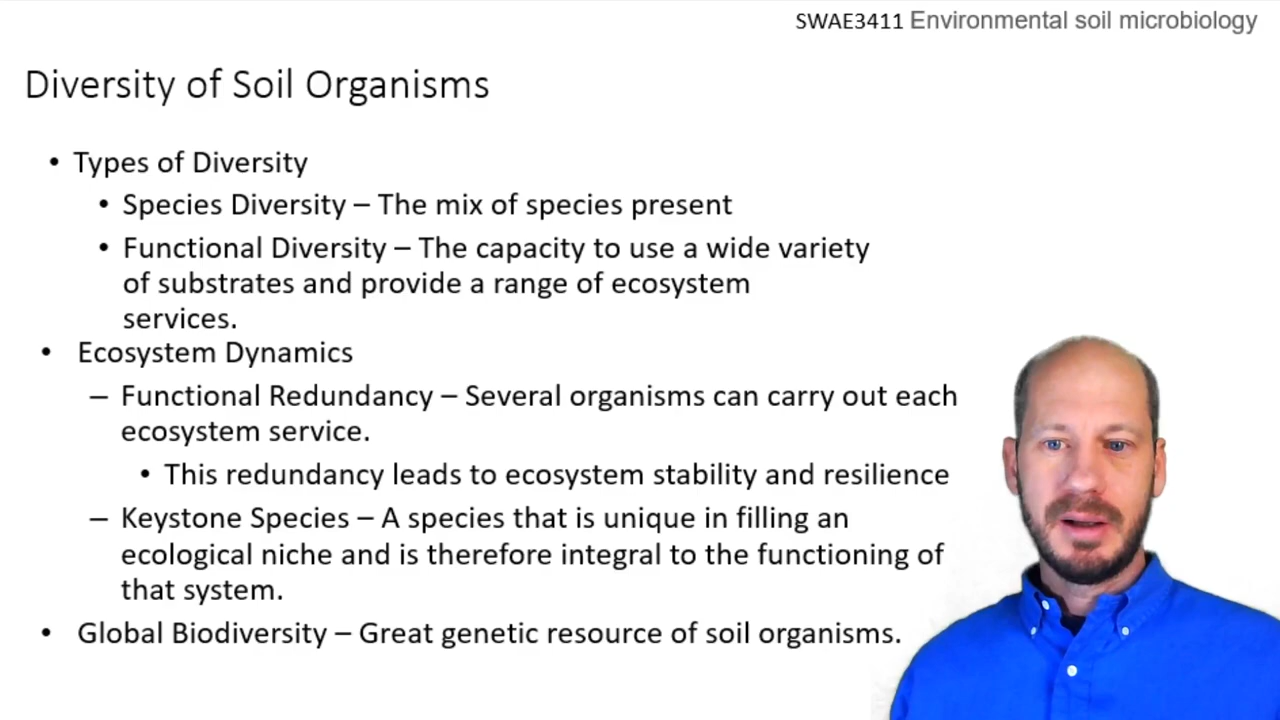 SWAE3411 Environmental soil microbiology
Diversity of Soil Organisms
• Types of Diversity
• Species Diversity – The mix of species present
• Functional Diversity – The capacity to use a wide variety
of substrates and provide a range of ecosystem
services.
• Ecosystem Dynamics
– Functional Redundancy – Several organisms can carry out each
ecosystem service.
• This redundancy leads to ecosystem stability and resilience
– Keystone Species – A species that is unique in filling an
ecological niche and is therefore integral to the functioning of
that system.
• Global Biodiversity – Great genetic resource of soil organisms.